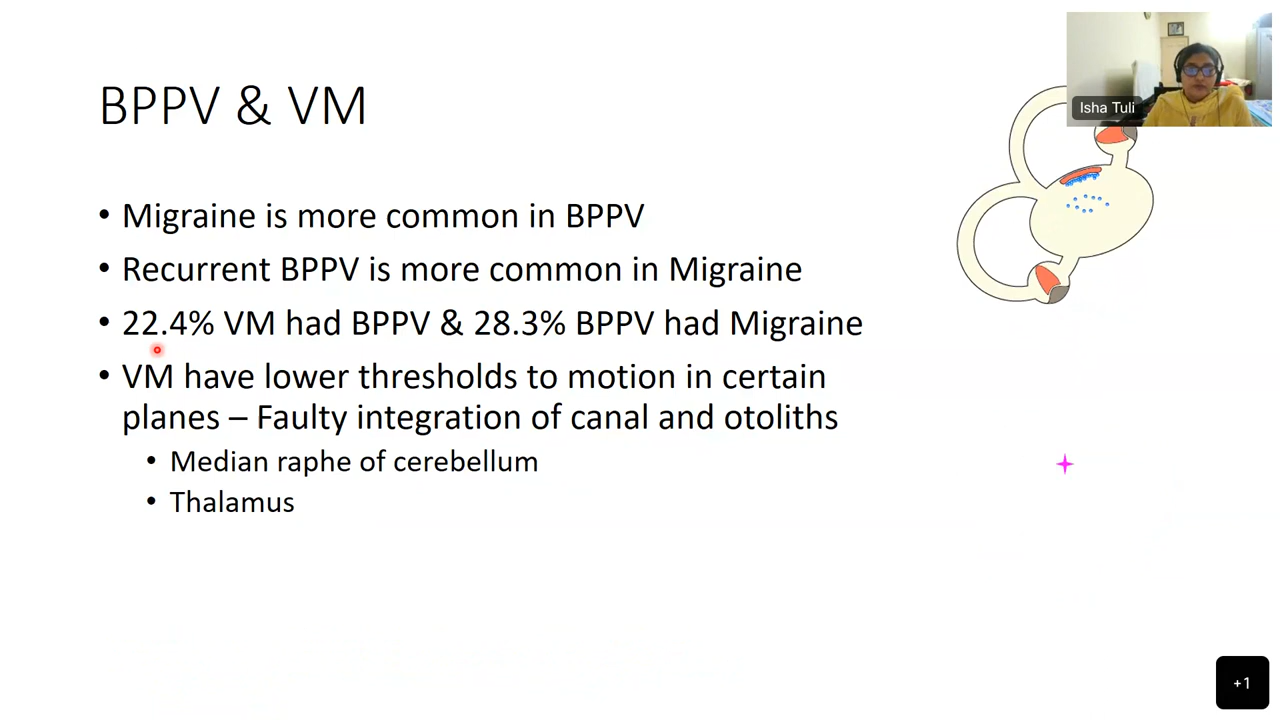 BPPV & VM
Isha Tuli
• Migraine is more common in BPPV
• Recurrent BPPV is more common in Migraine
• 22.4% VM had BPPV & 28.3% BPPV had Migraine
• VM have lower thresholds to motion in certain
planes – Faulty integration of canal and otoliths
• Median raphe of cerebellum
• Thalamus
+1